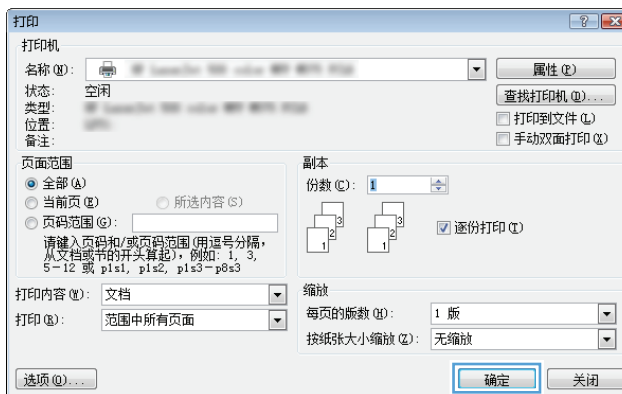 打印
打印机
名称(N):
属性(P)
状态: 空闲
查找打印机(D)...
类型:
位置:
打印到文件(L)
备注:
手动双面打印(X)
页面范围
全部(A)
当前页(E) 所选内容(S)
页码范围(G):
请键入页码和/或页码范围(用逗号分隔,
从文档或节的开头算起),例如: 1, 3,
5-12 或 p1s1, p1s2, p1s3-p8s3
副本
份数(C): 1
3
2
1
3
2
1
逐份打印(T)
打印内容(W): 文档
打印(R): 范围中所有页面
缩放
每页的版数(H): 1 版
按纸张大小缩放(Z): 无缩放
选项(O)...
确定
关闭